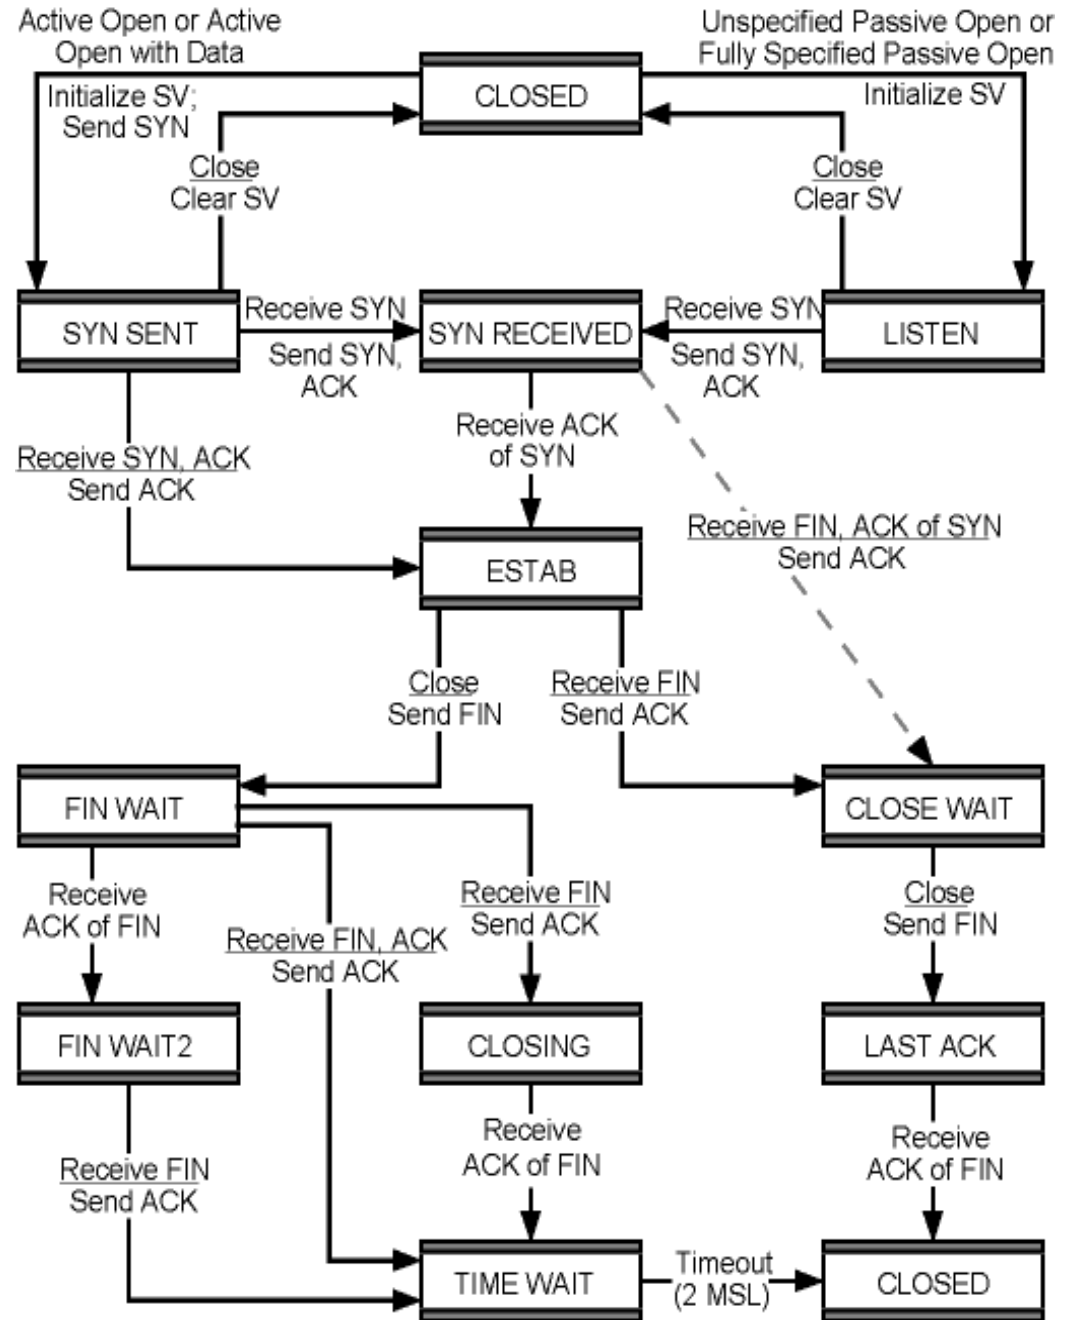 Active Open or Active
Open with Data
Unspecified Passive Open or
Fully Specified Passive Open
CLOSED
Initialize SV;
Send SYN
Initialize SV
Close
Clear SV
Close
Clear SV
SYN SENT
Receive SYN
Send SYN,
ACK
SYN RECEIVED
Receive SYN
Send SYN,
ACK
LISTEN
Receive ACK
of SYN
Receive SYN, ACK
Send ACK
Receive FIN, ACK of SYN
Send ACK
ESTAB
Close
Send FIN
Receive FIN
Send ACK
FIN WAIT
CLOSE WAIT
Receive
ACK of FIN
Receive FIN, ACK
Send ACK
Receive FIN
Send ACK
Close
Send FIN
FIN WAIT2
CLOSING
LAST ACK
Receive FIN
Send ACK
Receive
ACK of FIN
Receive
ACK of FIN
TIME WAIT
Timeout
(2 MSL)
CLOSED